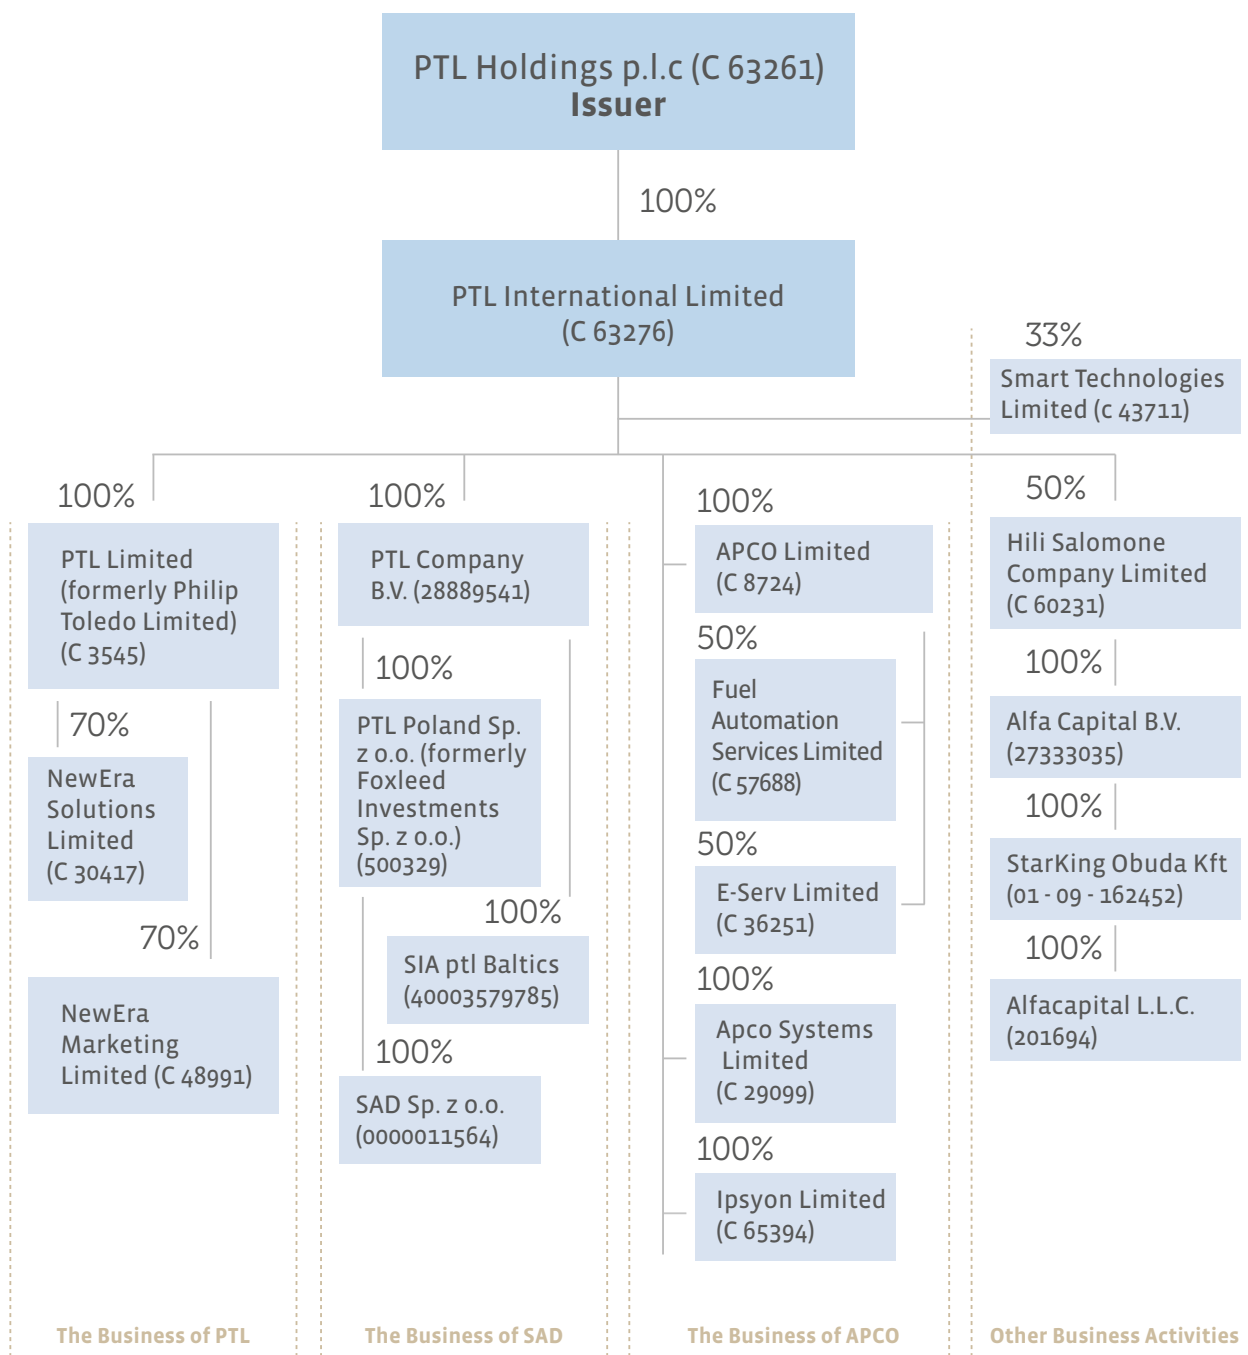 PTL Holdings p.l.c (C 63261)
Issuer
100%
PTL International Limited
(C 63276)
33%
Smart Technologies
Limited (c 43711)
100%
PTL Limited
(formerly Philip
Toledo Limited)
(C 3545)
70%
NewEra
Solutions
Limited
(C 30417)
70%
NewEra
Marketing
Limited (C 48991)
The Business of PTL
100%
PTL Company
B.V. (28889541)
100%
PTL Poland Sp.
z o.o. (formerly
Foxleed
Investments
Sp. z o.o.)
(500329)
100%
SIA ptl Baltics
(40003579785)
100%
SAD Sp. z o.o.
(0000011564)
The Business of SAD
100%
APCO Limited
(C 8724)
50%
Fuel
Automation
Services Limited
(C 57688)
50%
E-Serv Limited
(C 36251)
100%
Apco Systems
Limited
(C 29099)
100%
Ipsyon Limited
(C 65394)
The Business of APCO
50%
Hili Salomone
Company Limited
(C 60231)
100%
Alfa Capital B.V.
(27333035)
100%
StarKing Obuda Kft
(01 - 09 - 162452)
100%
Alfacapital L.L.C.
(201694)
Other Business Activities